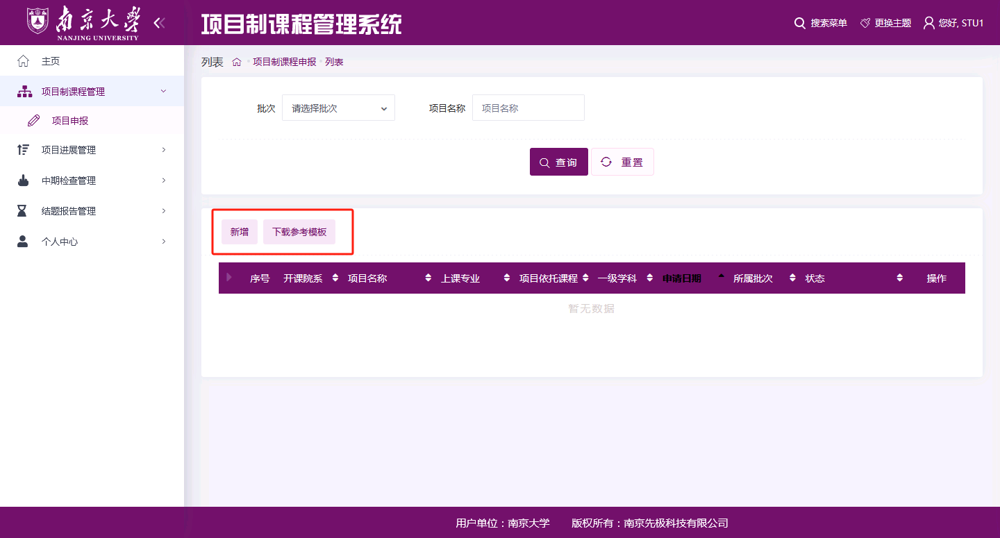 南京大学
NANJING UNIVERSITY
项目制课程管理系统
搜索菜单 更换主题 您好, STU1
主页
项目制课程管理
项目申报
项目进展管理
中期检查管理
结题报告管理
个人中心
列表 项目制课程申报 列表
批次 请选择批次 项目名称 项目名称
查询 重置
新增 下载参考模板
序号 开课院系 项目名称 上课专业 项目依托课程 一级学科 申请日期 所属批次 状态 操作
暂无数据
用户单位：南京大学 版权所有：南京先极科技有限公司